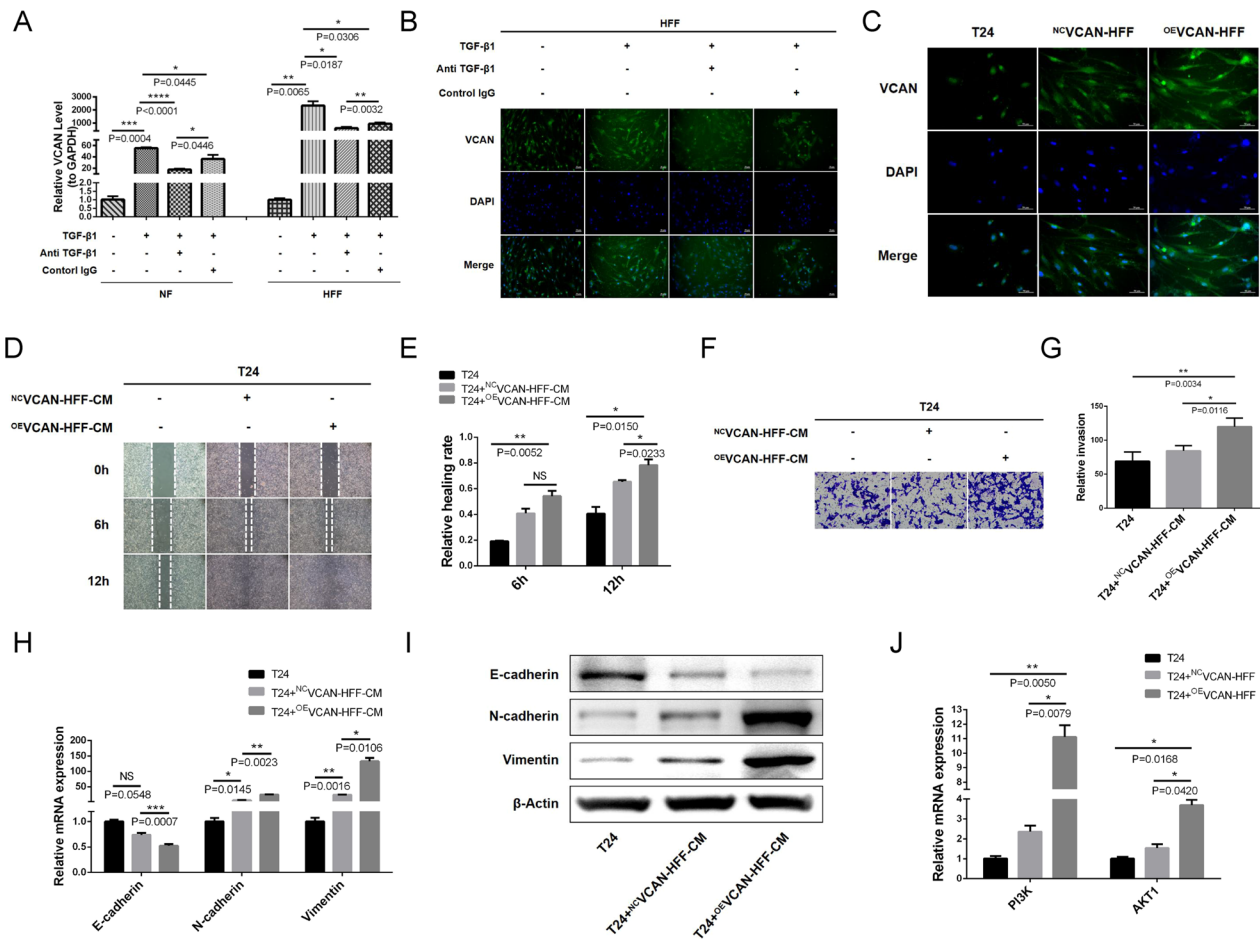 A
Relative VCAN Level
(to GAPDH)
3000
2000
1000
60
40
20
1.0
0.5
0.0
***
P=0.0004
****
P<0.0001
*
P=0.0445
*
P=0.0446
**
P=0.0065
*
P=0.0187
*
P=0.0306
**
P=0.0032
TGF-β1 - + + + - + + +
Anti TGF-β1 - - + - - - + -
Contorl IgG - - - + - - - +
NF HFF
B
HFF
TGF-β1 - + + +
Anti TGF-β1 - - + -
Control IgG - - - +
VCAN
DAPI
Merge
C
T24 NCVCAN-HFF OEVCAN-HFF
VCAN
DAPI
Merge
D
T24
NCVCAN-HFF-CM - + -
OEVCAN-HFF-CM - - +
0h
6h
12h
E
T24
T24+NCVCAN-HFF-CM
T24+OEVCAN-HFF-CM
Relative healing rate
1.0
0.8
0.6
0.4
0.2
0.0
**
P=0.0052
NS
*
P=0.0150
*
P=0.0233
6h 12h
F
T24
NCVCAN-HFF-CM - + -
OEVCAN-HFF-CM - - +
G
Relative invasion
150
100
50
0
**
P=0.0034
*
P=0.0116
T24
T24+NCVCAN-HFF-CM
T24+OEVCAN-HFF-CM
H
T24
T24+NCVCAN-HFF-CM
T24+OEVCAN-HFF-CM
Relative mRNA expression
200
150
100
50
1.0
0.5
0.0
NS
P=0.0548
***
P=0.0007
*
P=0.0145
**
P=0.0023
**
P=0.0016
*
P=0.0106
E-cadherin
N-cadherin
Vimentin
I
E-cadherin
N-cadherin
Vimentin
β-Actin
T24
T24+NCVCAN-HFF-CM
T24+OEVCAN-HFF-CM
J
T24
T24+NCVCAN-HFF
T24+OEVCAN-HFF
Relative mRNA expression
13
12
11
10
9
8
6
4
3
2
1
0
**
P=0.0050
*
P=0.0079
*
P=0.0168
*
P=0.0420
PI3K
AKT1